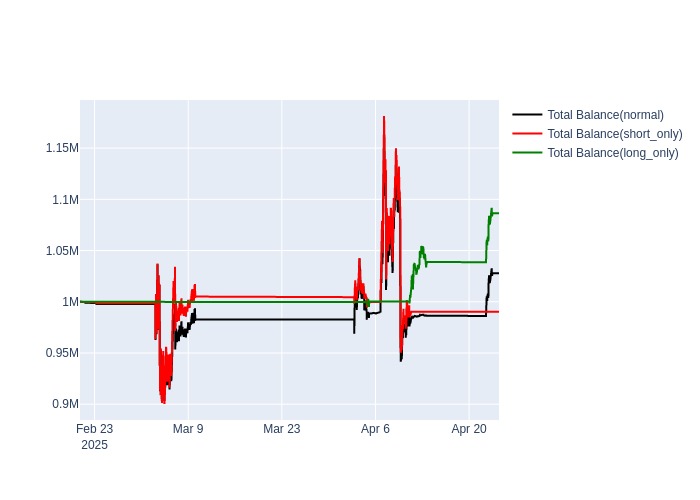 Total Balance(normal)
Total Balance(short_only)
Total Balance(long_only)
1.15M
1.1M
1.05M
1M
0.95M
0.9M
Feb 23
2025
Mar 9
Mar 23
Apr 6
Apr 20